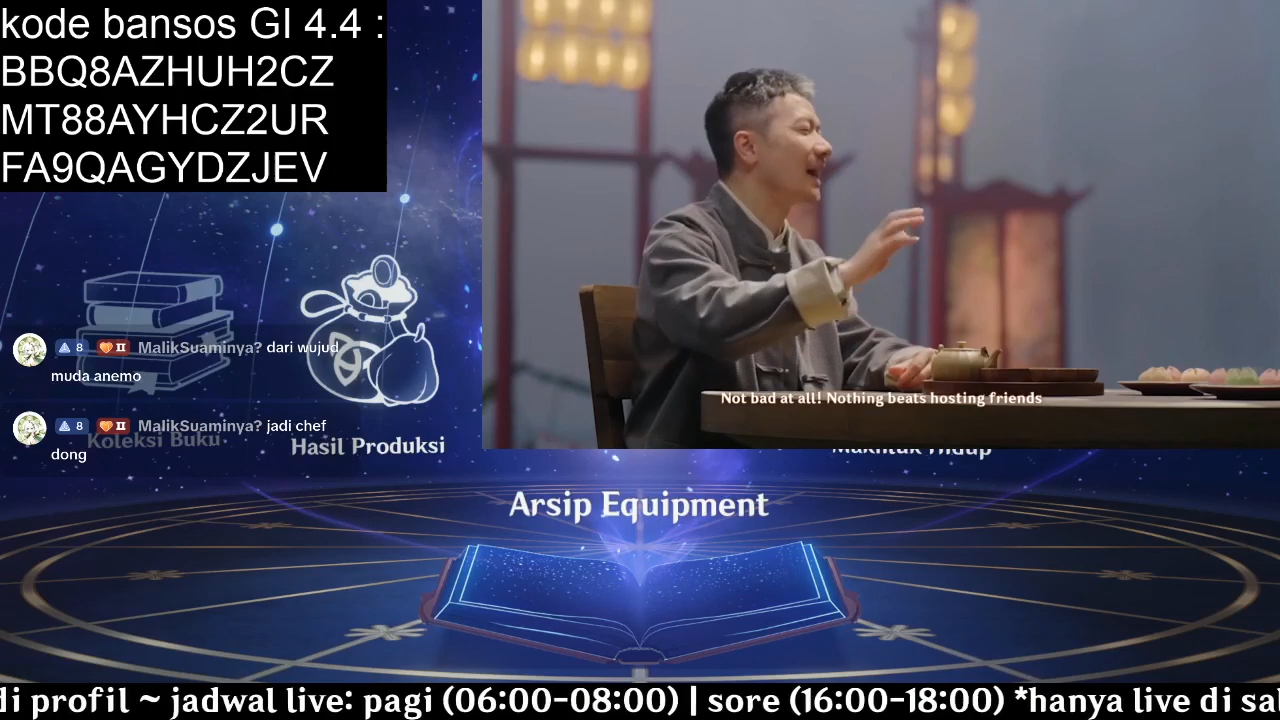 kode bansos GI 4.4 :
BBQ8AZHUH2CZ
MT88AYHCZ2UR
FA9QAGYDZJEV
8 II MalikSuaminya? dari wujud
muda anemo
8 II MalikSuaminya? jadi chef
dong
Koleksi Buku
Hasil Produksi
Not bad at all! Nothing beats hosting friends
Makhluk Hidup
Arsip Equipment
di profil ~ jadwal live: pagi (06:00-08:00) | sore (16:00-18:00) *hanya live di